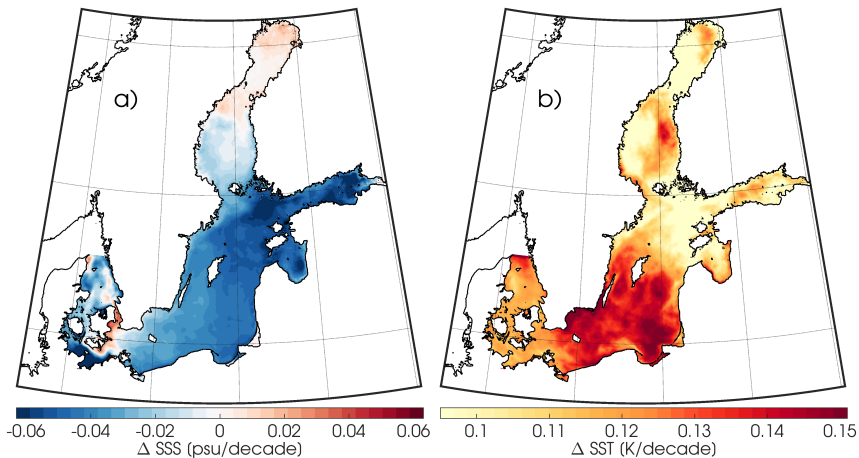 a) b)
-0.06 -0.04 -0.02 0 0.02 0.04 0.06 0.1 0.11 0.12 0.13 0.14 0.15
Δ SSS [psu/decade] Δ SST [K/decade]